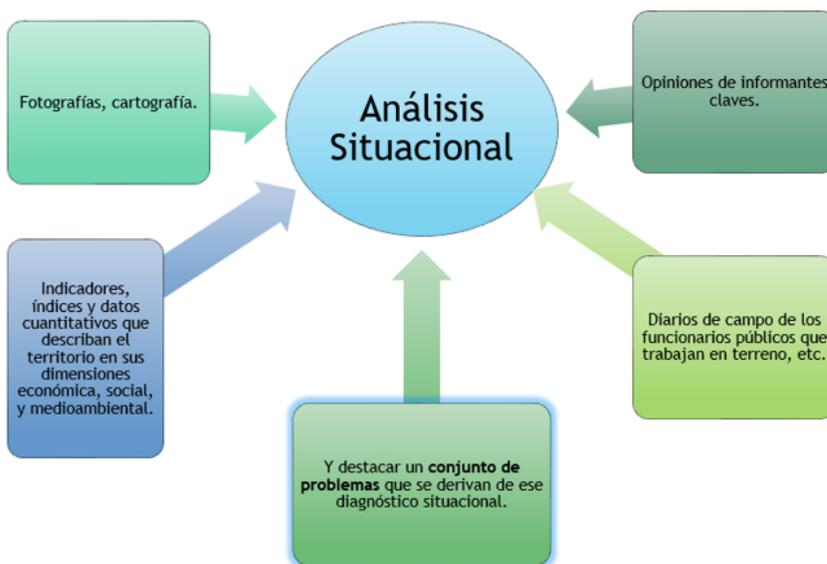 Fotografías, cartografía.
Análisis
Situacional
Opiniones de informantes
claves.
Indicadores,
índices y datos
cuantitativos que
describan el
territorio en sus
dimensiones
económica, social,
y medioambiental.
Diarios de campo de los
funcionarios públicos que
trabajan en terreno, etc.
Y destacar un conjunto de
problemas que se derivan de ese
diagnóstico situacional.